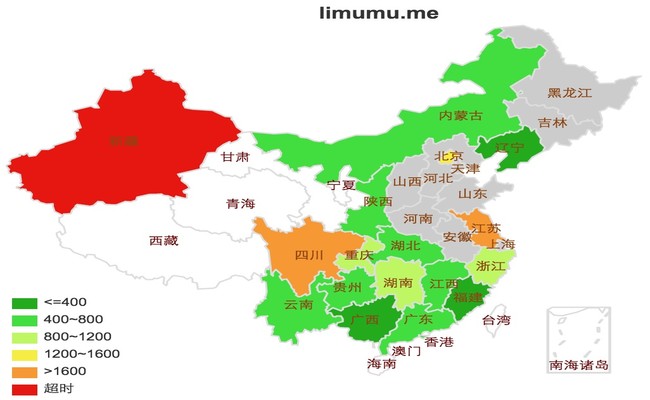 limumu.me
黑龙江
内蒙古
吉林
辽宁
北京
天津
甘肃
宁夏
山西
河北
山东
陕西
青海
河南
江苏
安徽
上海
西藏
四川
重庆
湖北
浙江
湖南
江西
贵州
云南
福建
广西
广东
台湾
香港
澳门
海南
南海诸岛
<=400
400~800
800~1200
1200~1600
>1600
超时